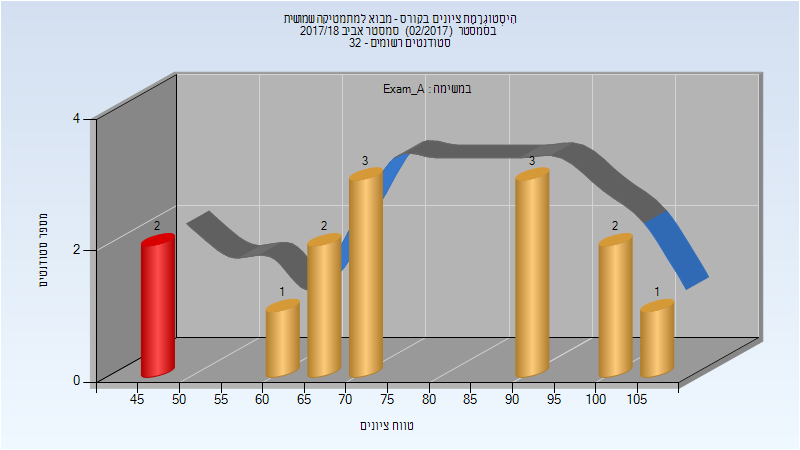 היסטוגרמת ציונים בקורס - מבוא למתמטיקה שמושית
בסמסטר (02/2017) סמסטר אביב 2017/18
סטודנטים רשומים - 32
במשימה : Exam_A
מספר סטודנטים
4
2
0
2
1
2
3
3
2
1
45 50 55 60 65 70 75 80 85 90 95 100 105
טווח ציונים